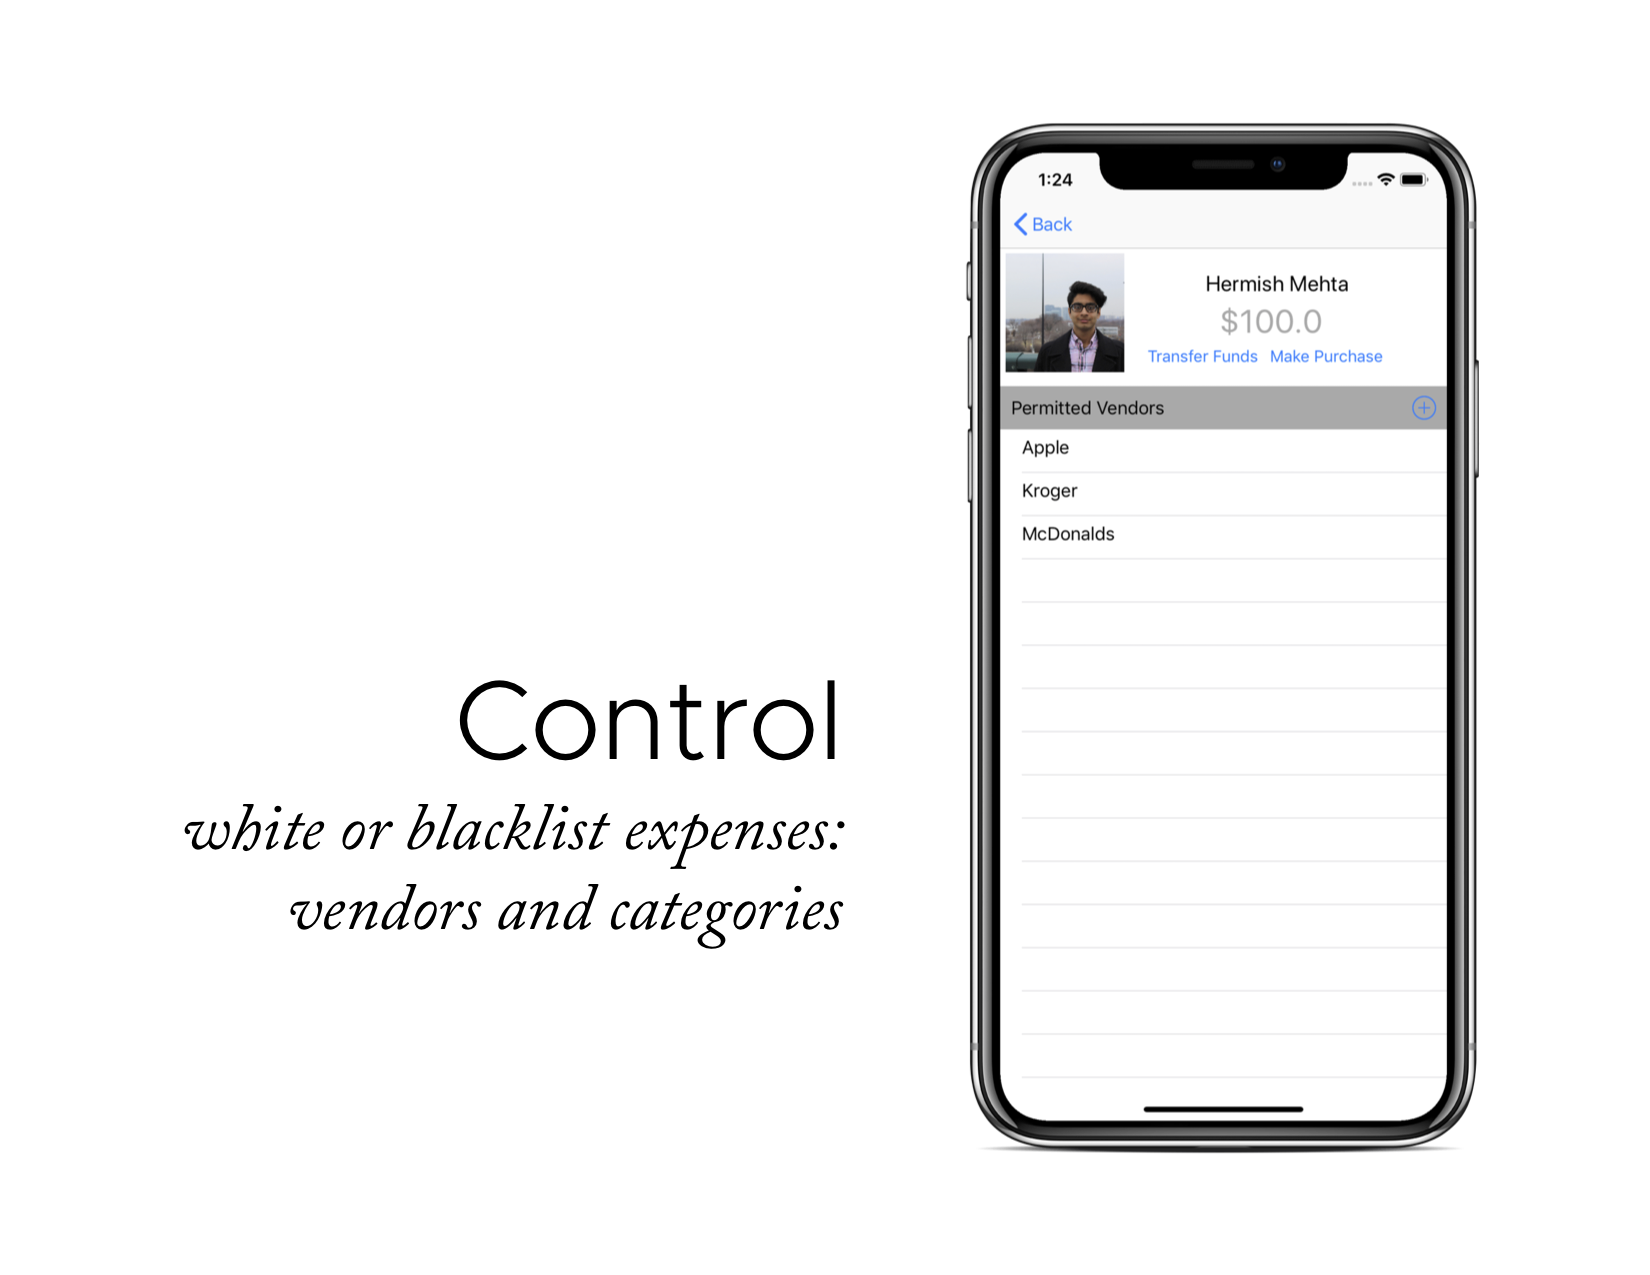 Control
white or blacklist expenses:
vendors and categories
1:24
Back
Hermish Mehta
$100.0
Transfer Funds Make Purchase
Permitted Vendors
Apple
Kroger
McDonalds